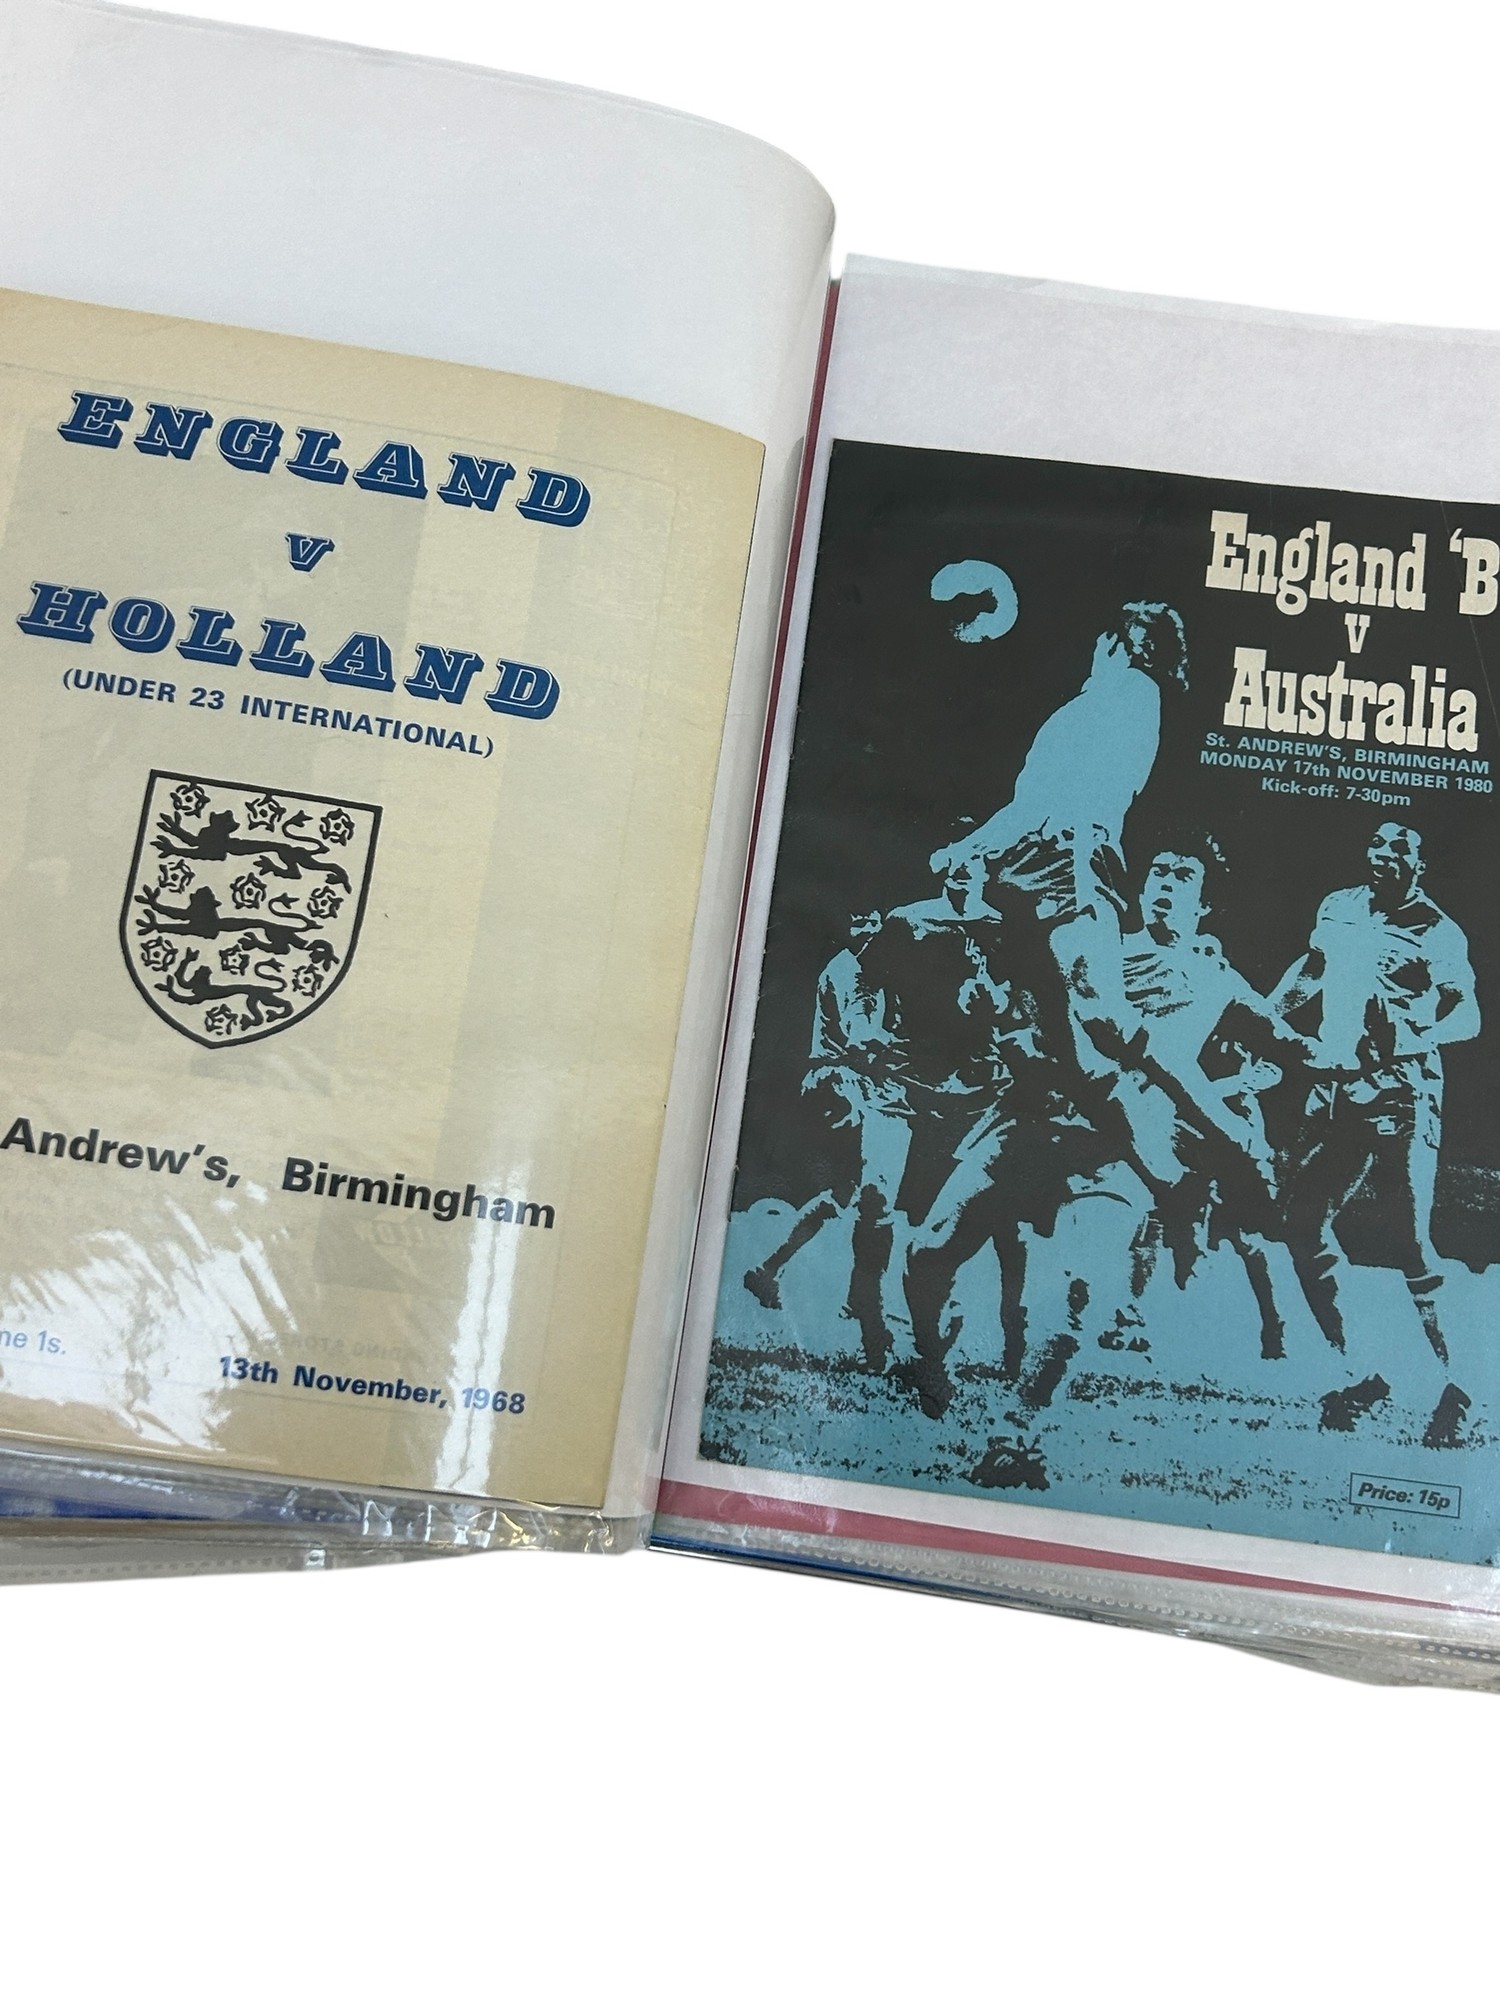 ENGLAND
V
HOLLAND
(UNDER 23 INTERNATIONAL)
Andrew's, Birmingham
1s.
13th November, 1968
England 'B
v
Australia
St. ANDREW'S, BIRMINGHAM
MONDAY 17th NOVEMBER 1980
Kick-off: 7-30pm
Price: 15p